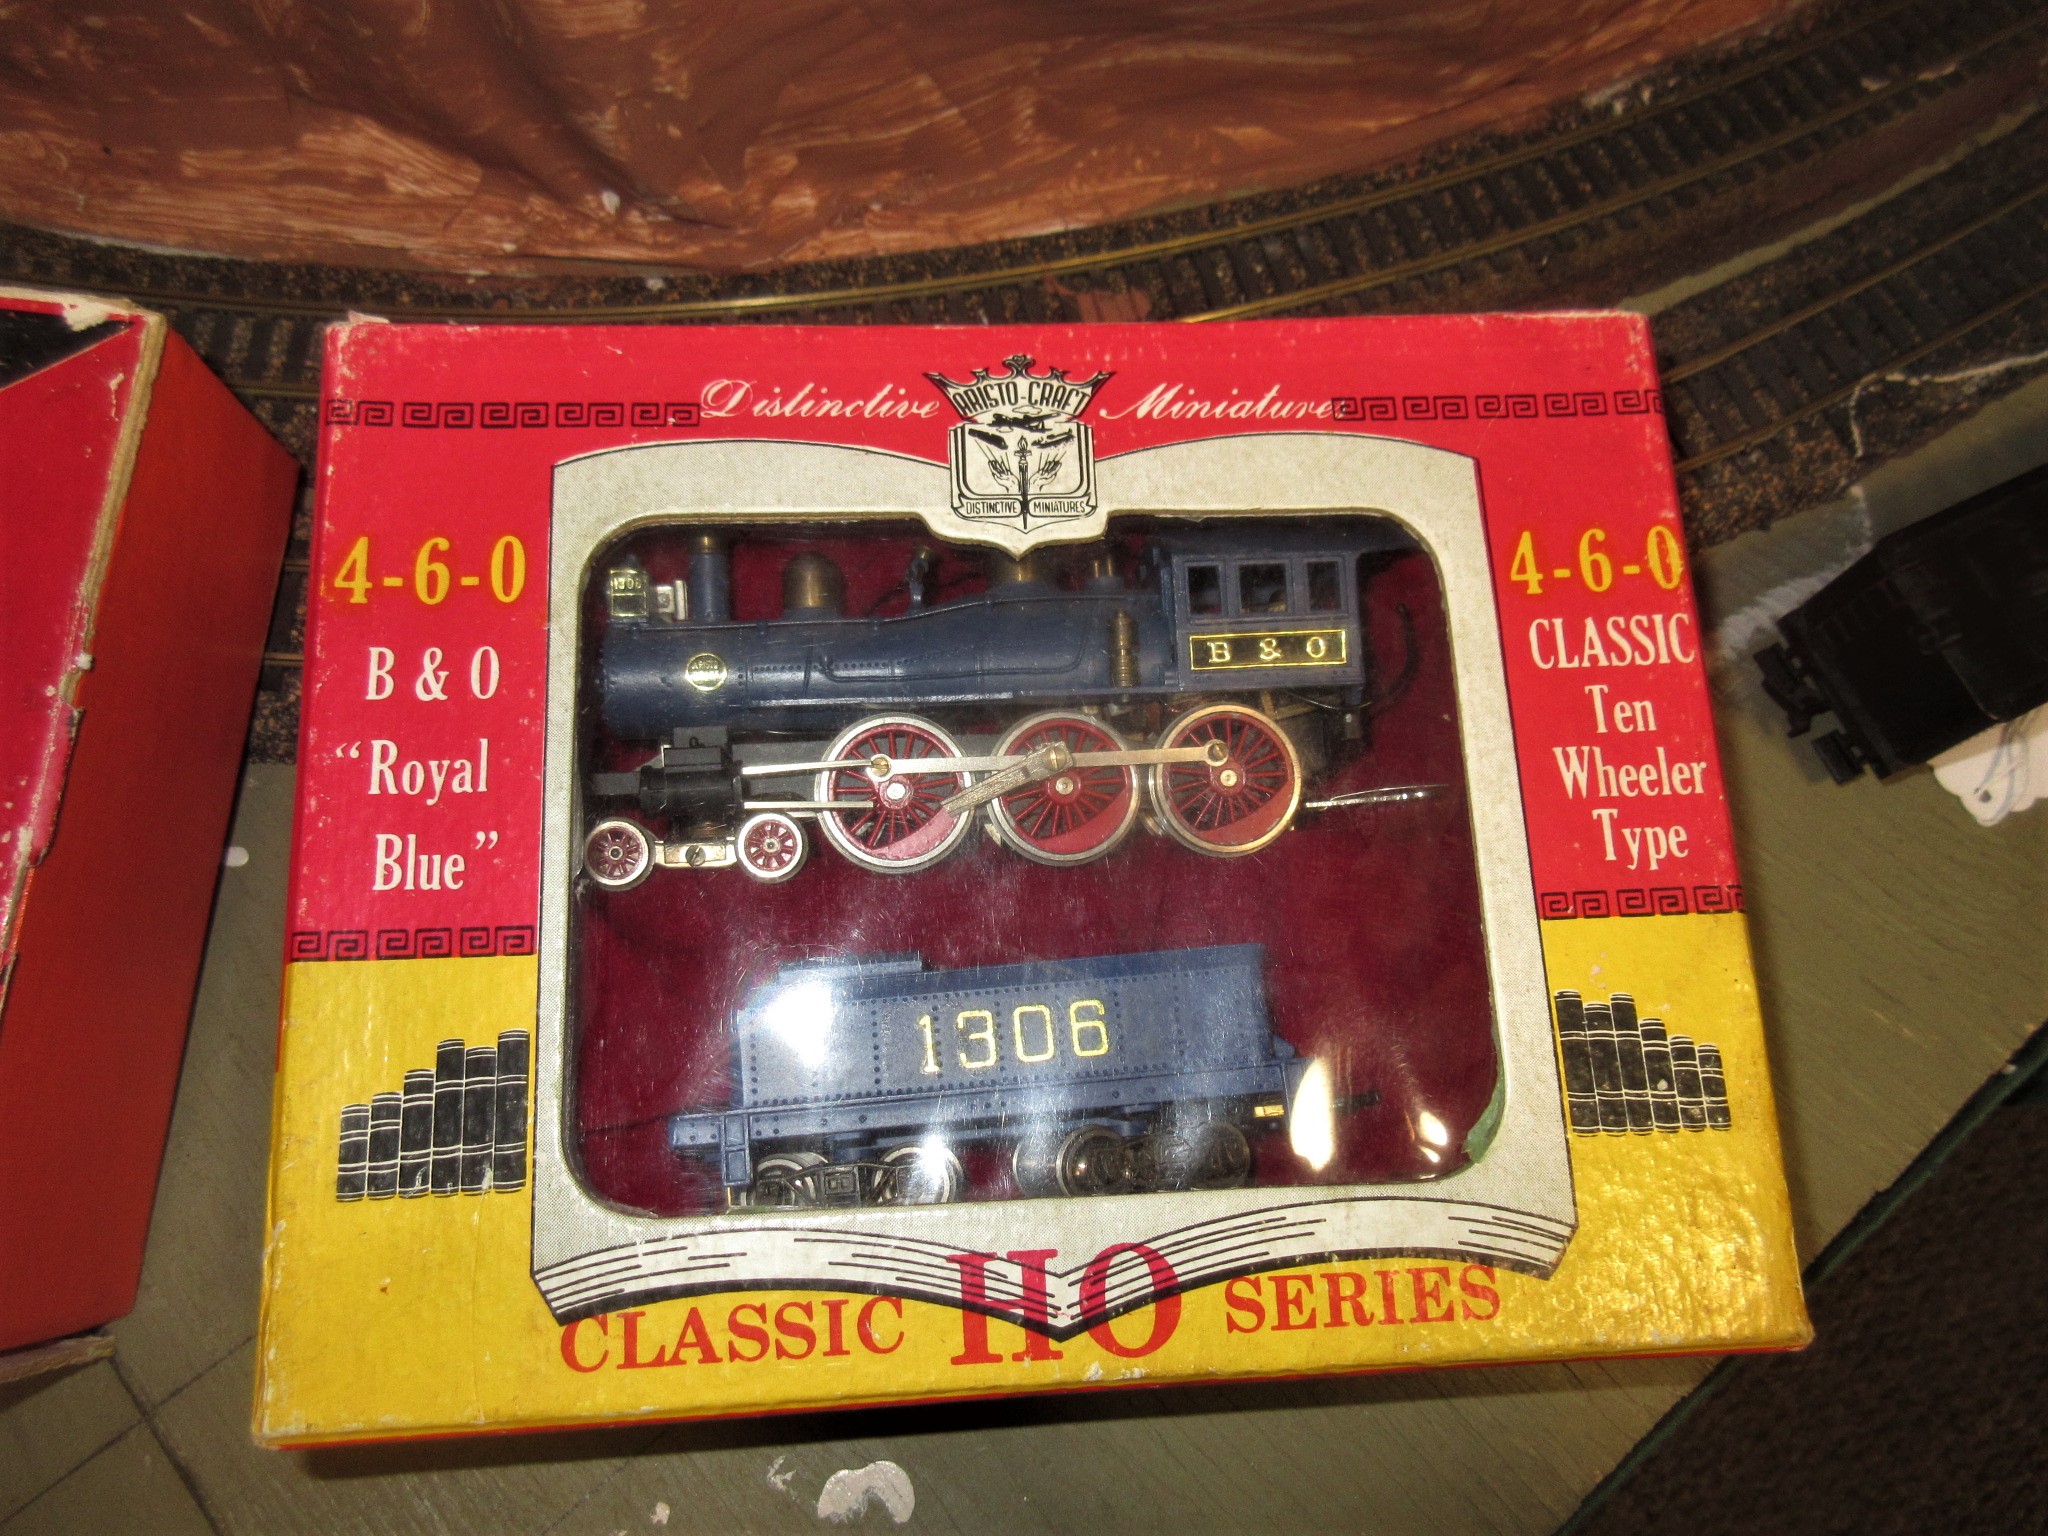 Distinctive Miniatures
ARISTO-CRAFT
DISTINCTIVE MINIATURES
4-6-0
B & O
"Royal
Blue"
4-6-0
CLASSIC
Ten
Wheeler
Type
1306
B & O
1306
CLASSIC HO SERIES